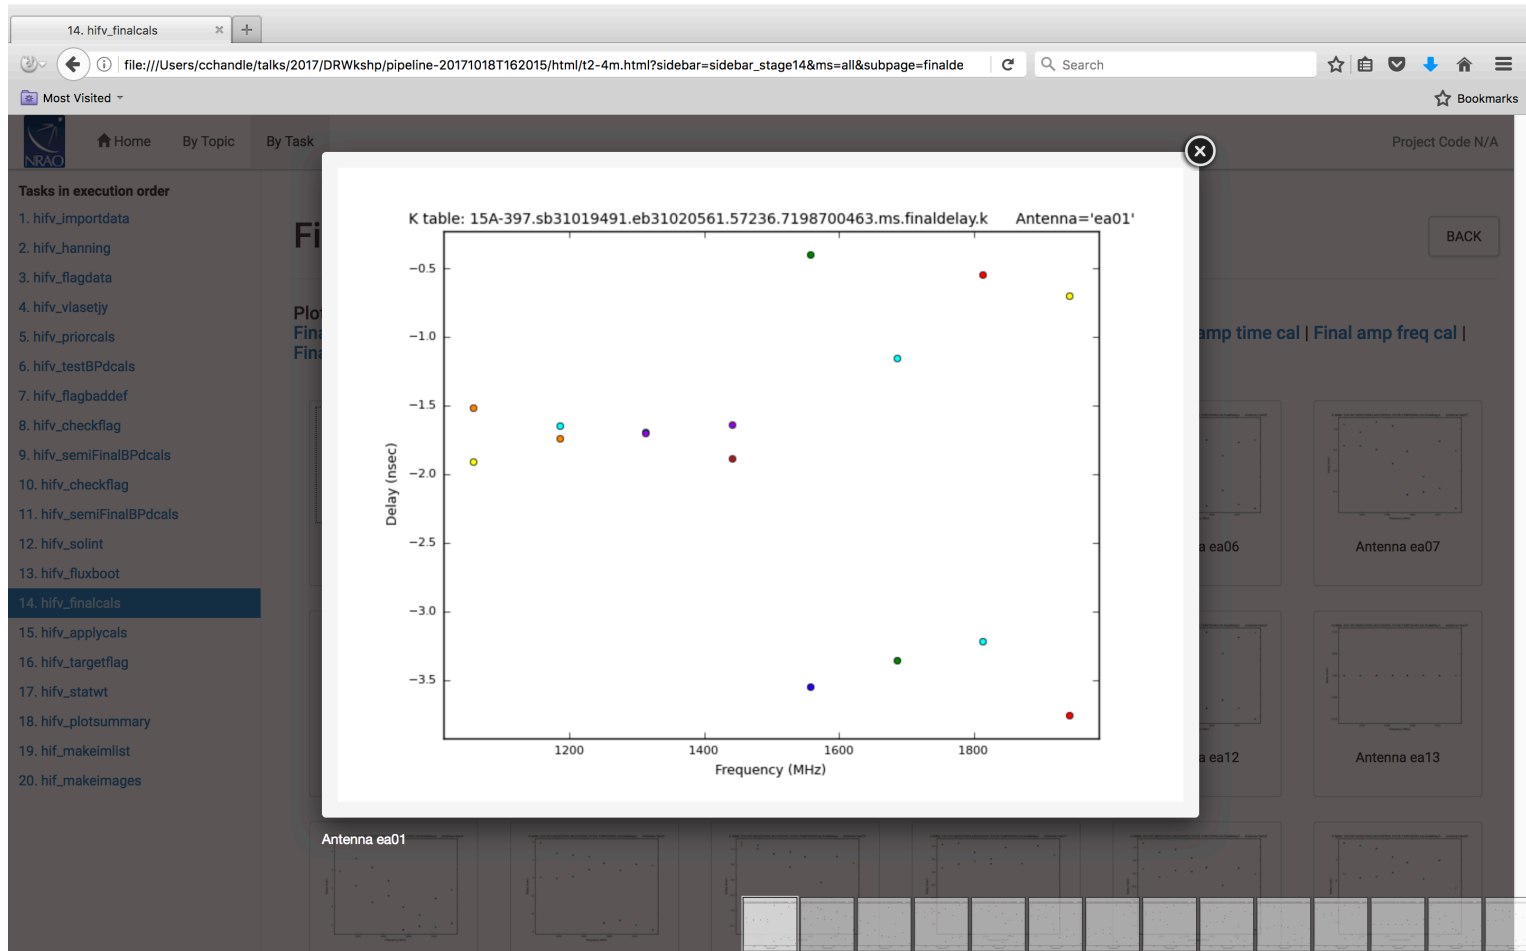 14. hifv_finalcals
file:///Users/cchandle/talks/2017/DRWkshp/pipeline-20171018T162015/html/t2-4m.html?sidebar=sidebar_stage14&ms=all&subpage=finalde
Search
Most Visited
Bookmarks
NRAO
Home
By Topic
By Task
Project Code N/A
Tasks in execution order
1. hifv_importdata
2. hifv_hanning
3. hifv_flagdata
4. hifv_vlasetjy
5. hifv_priorcals
6. hifv_testBPdcals
7. hifv_flagbaddef
8. hifv_checkflag
9. hifv_semiFinalBPdcals
10. hifv_checkflag
11. hifv_semiFinalBPdcals
12. hifv_solint
13. hifv_fluxboot
14. hifv_finalcals
15. hifv_applycals
16. hifv_targetflag
17. hifv_statwt
18. hifv_plotsummary
19. hif_makeimlist
20. hif_makeimages
Fi
BACK
Plo
Fina
amp time cal | Final amp freq cal |
Fina
K table: 15A-397.sb31019491.eb31020561.57236.7198700463.ms.finaldelay.k Antenna='ea01'
−0.5
−1.0
−1.5
−2.0
−2.5
−3.0
−3.5
Delay (nsec)
1200
1400
1600
1800
Frequency (MHz)
a ea06
Antenna ea07
a ea12
Antenna ea13
Antenna ea01